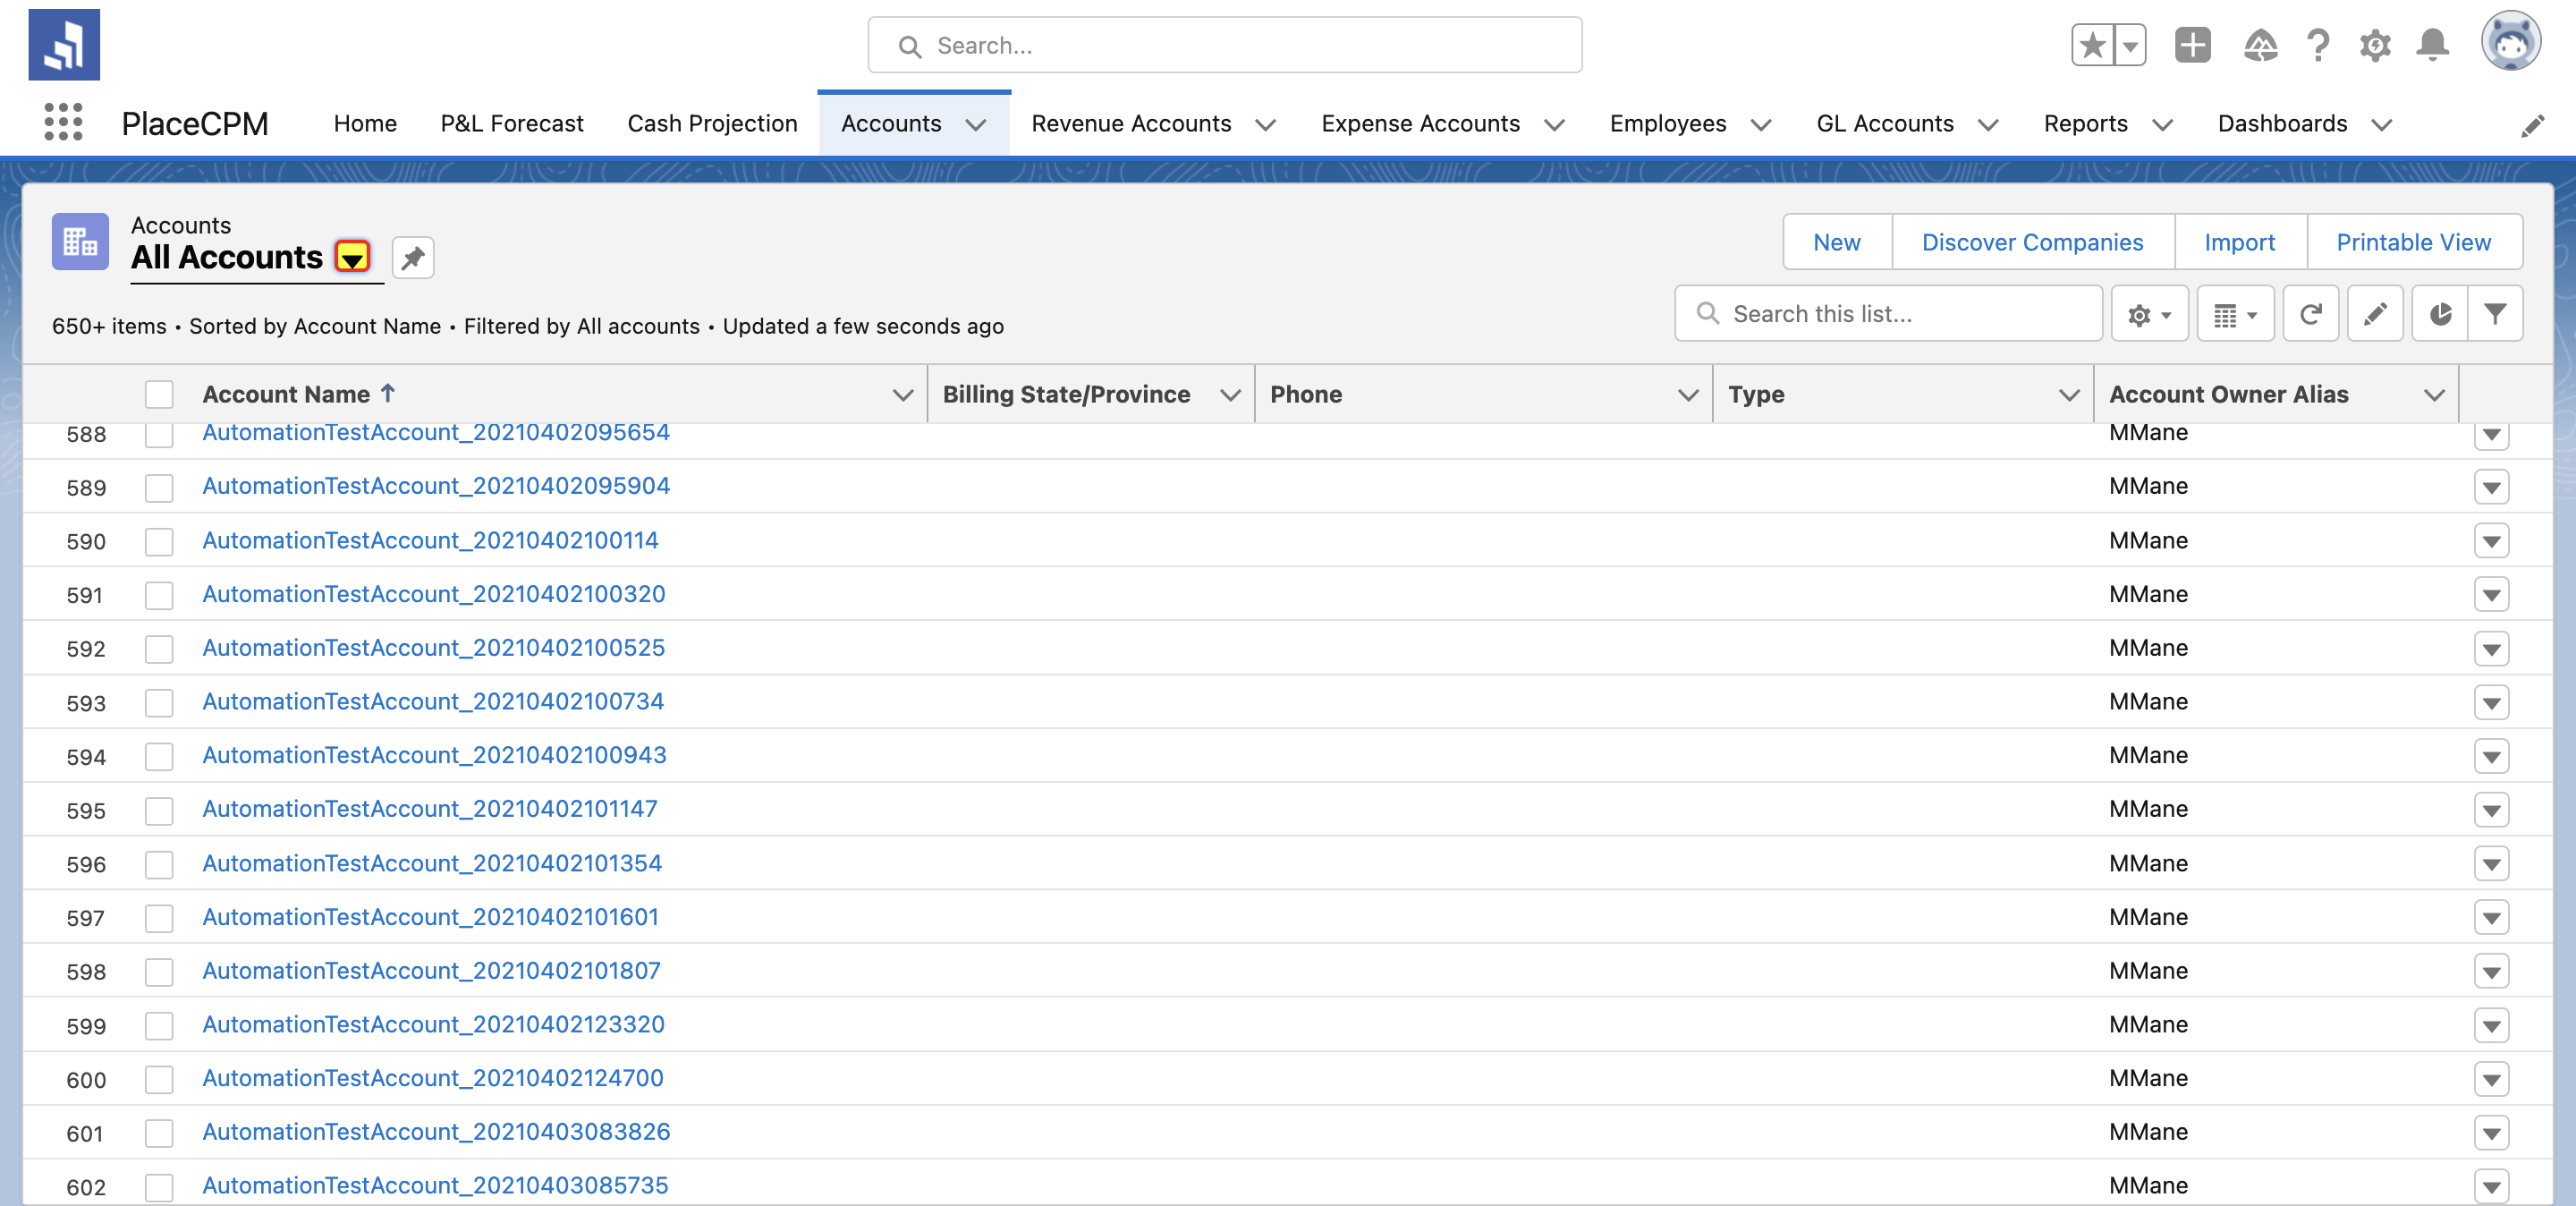 Search...
PlaceCPM Home P&L Forecast Cash Projection Accounts Revenue Accounts Expense Accounts Employees GL Accounts Reports Dashboards
Accounts
All Accounts
New Discover Companies Import Printable View
650+ items • Sorted by Account Name • Filtered by All accounts • Updated a few seconds ago
Search this list...
Account Name Billing State/Province Phone Type Account Owner Alias
588 AutomationTestAccount_20210402095654 MMane
589 AutomationTestAccount_20210402095904 MMane
590 AutomationTestAccount_20210402100114 MMane
591 AutomationTestAccount_20210402100320 MMane
592 AutomationTestAccount_20210402100525 MMane
593 AutomationTestAccount_20210402100734 MMane
594 AutomationTestAccount_20210402100943 MMane
595 AutomationTestAccount_20210402101147 MMane
596 AutomationTestAccount_20210402101354 MMane
597 AutomationTestAccount_20210402101601 MMane
598 AutomationTestAccount_20210402101807 MMane
599 AutomationTestAccount_20210402123320 MMane
600 AutomationTestAccount_20210402124700 MMane
601 AutomationTestAccount_20210403083826 MMane
602 AutomationTestAccount_20210403085735 MMane